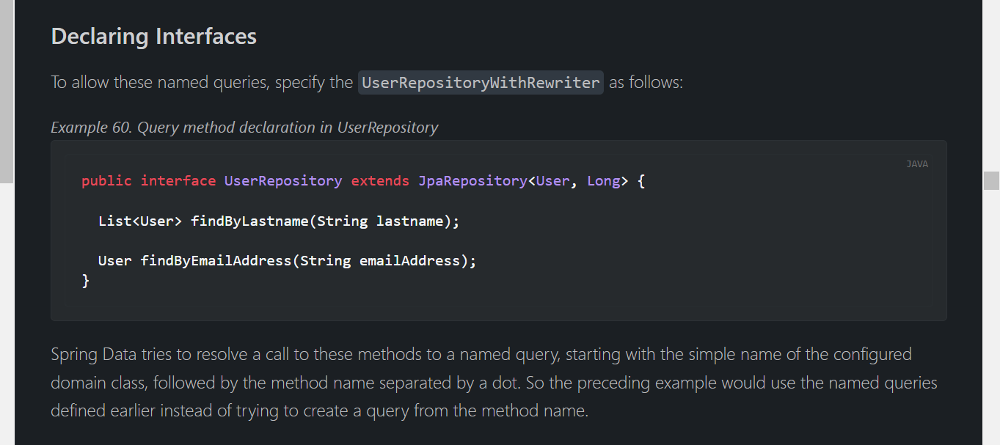 Declaring Interfaces
To allow these named queries, specify the UserRepositoryWithRewriter as follows:
Example 60. Query method declaration in UserRepository
JAVA
public interface UserRepository extends JpaRepository<User, Long> {
  List<User> findByLastname(String lastname);
  User findByEmailAddress(String emailAddress);
}
Spring Data tries to resolve a call to these methods to a named query, starting with the simple name of the configured
domain class, followed by the method name separated by a dot. So the preceding example would use the named queries
defined earlier instead of trying to create a query from the method name.